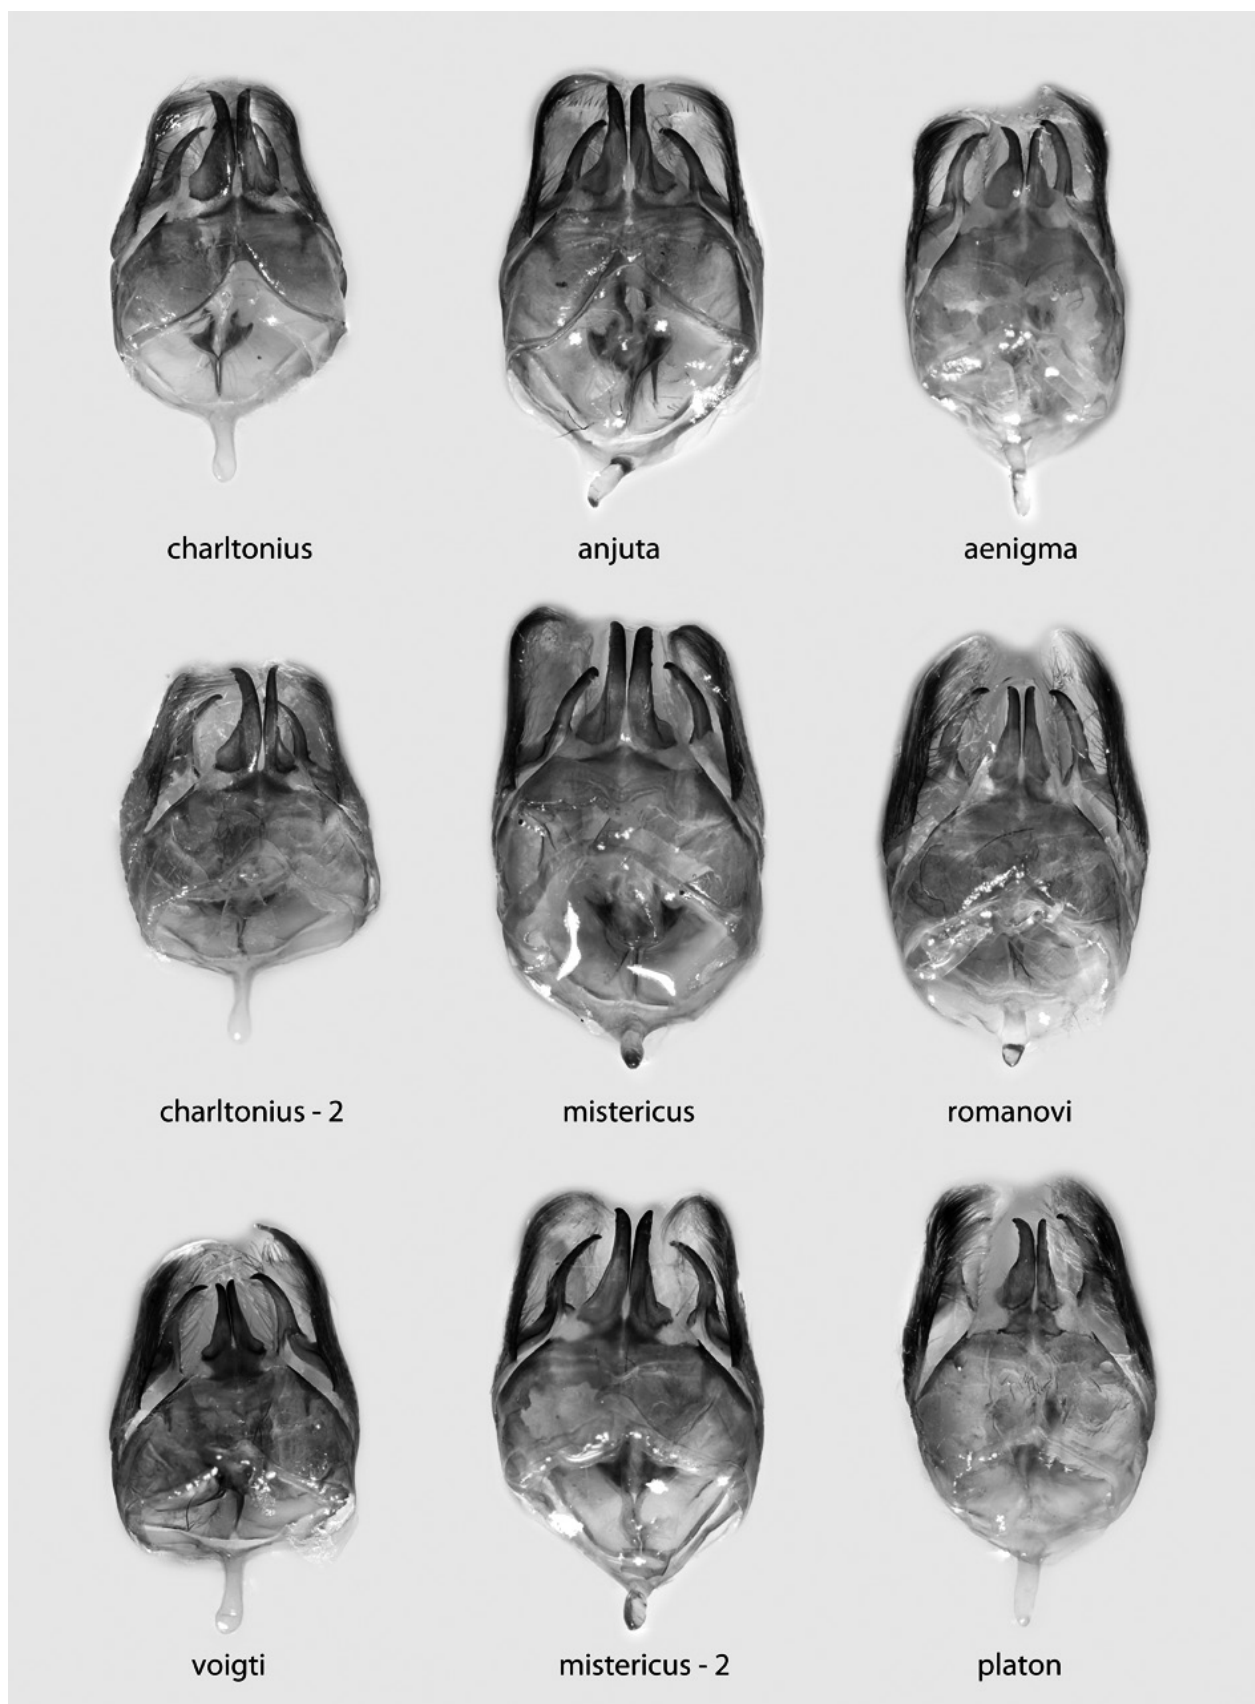 charltonius
anjuta
aenigma
charltonius - 2
mistericus
romanovi
voigti
mistericus - 2
platon